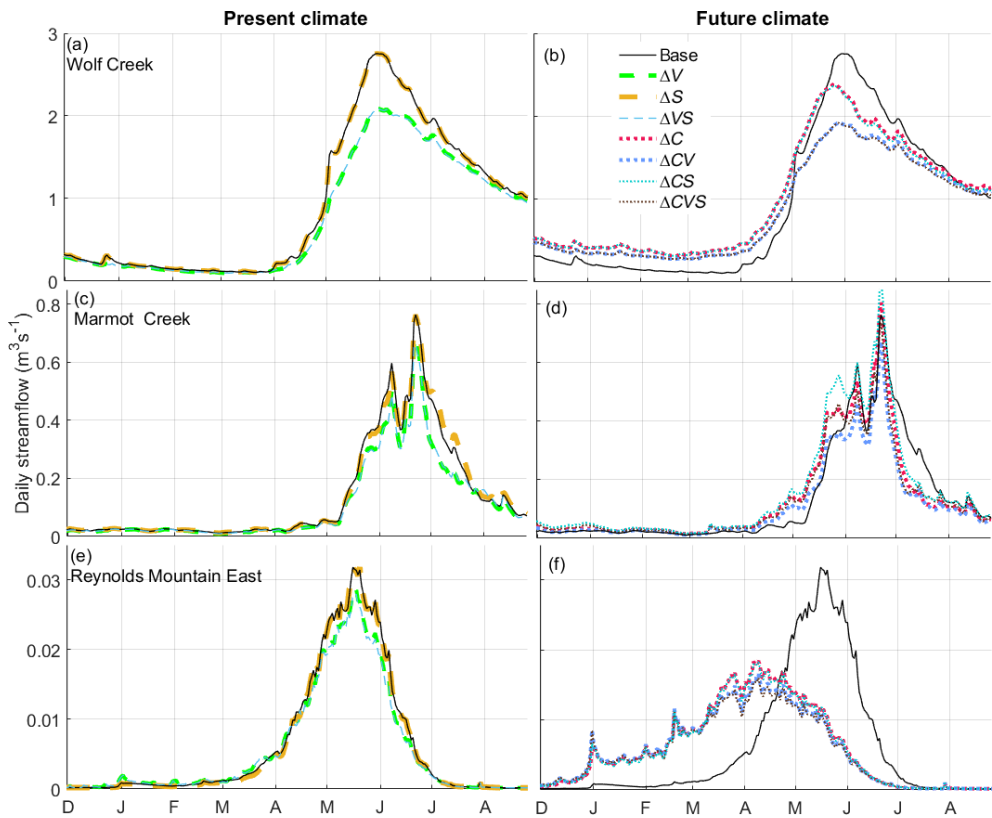 Present climate
Future climate
(a)
Wolf Creek
3
2
1
0
(b)
Base
ΔV
ΔS
ΔVS
ΔC
ΔCV
ΔCS
ΔCVS
Daily streamflow (m³s⁻¹)
(c)
Marmot Creek
0.8
0.6
0.4
0.2
0
(d)
(e)
Reynolds Mountain East
0.03
0.02
0.01
0
D J F M A M J J A
(f)
D J F M A M J J A